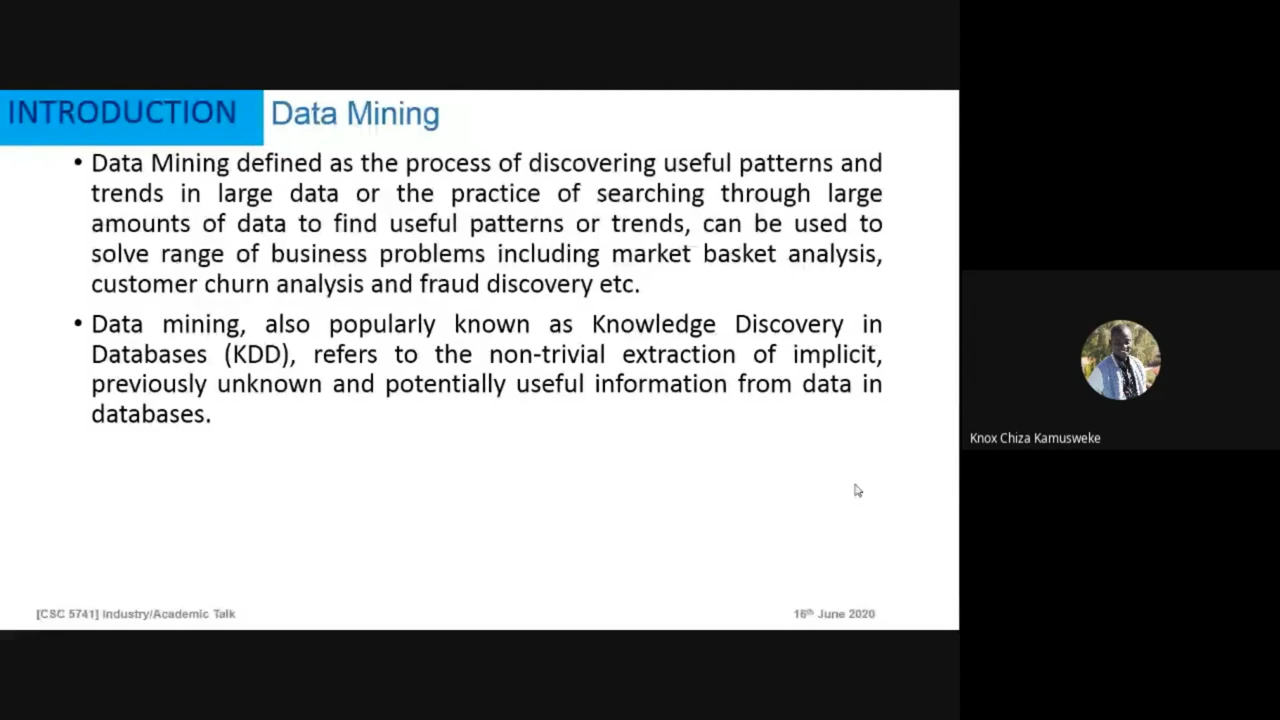 INTRODUCTION Data Mining
• Data Mining defined as the process of discovering useful patterns and
trends in large data or the practice of searching through large
amounts of data to find useful patterns or trends, can be used to
solve range of business problems including market basket analysis,
customer churn analysis and fraud discovery etc.
• Data mining, also popularly known as Knowledge Discovery in
Databases (KDD), refers to the non-trivial extraction of implicit,
previously unknown and potentially useful information from data in
databases.
[CSC 5741] Industry/Academic Talk 16th June 2020
Knox Chiza Kamusweke